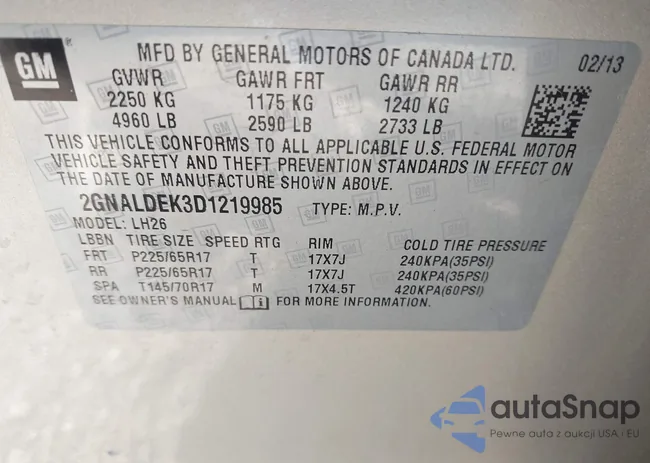 GM
MFD BY GENERAL MOTORS OF CANADA LTD. 02/13
GVWR GAWR FRT GAWR RR
2250 KG 1175 KG 1240 KG
4960 LB 2590 LB 2733 LB
THIS VEHICLE CONFORMS TO ALL APPLICABLE U.S. FEDERAL MOTOR
VEHICLE SAFETY AND THEFT PREVENTION STANDARDS IN EFFECT ON
THE DATE OF MANUFACTURE SHOWN ABOVE.
2GNALDEK3D1219985 TYPE: M.P.V.
MODEL: LH26
LBBN TIRE SIZE SPEED RTG RIM COLD TIRE PRESSURE
FRT P225/65R17 T 17X7J 240KPA(35PSI)
RR P225/65R17 T 17X7J 240KPA(35PSI)
SPA T145/70R17 M 17X4.5T 420KPA(60PSI)
SEE OWNER'S MANUAL FOR MORE INFORMATION.
autaSnap
Pewne auta z aukcji USA i EU